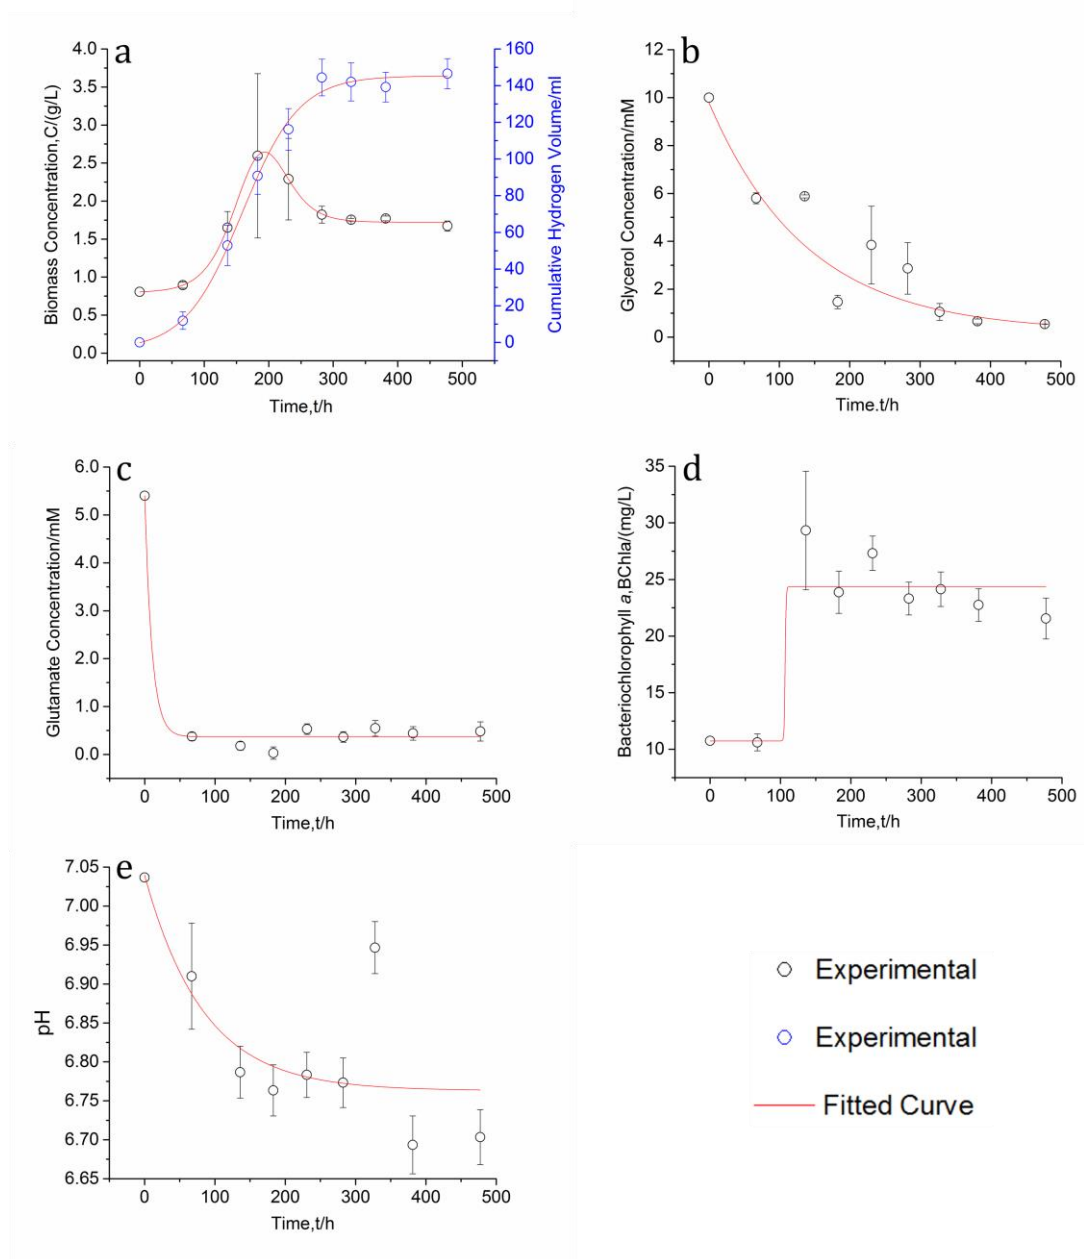 a
Biomass Concentration,C/(g/L)
4.0
3.5
3.0
2.5
2.0
1.5
1.0
0.5
0.0
160
140
120
100
80
60
40
20
0
Cumulative Hydrogen Volume/ml
0 100 200 300 400 500
Time,t/h
b
Glycerol Concentration/mM
12
10
8
6
4
2
0
0 100 200 300 400 500
Time.t/h
c
Glutamate Concentration/mM
6.0
5.0
4.0
3.0
2.0
1.0
0.0
0 100 200 300 400 500
Time,t/h
d
Bacteriochlorophyll a,BChla/(mg/L)
35
30
25
20
15
10
0 100 200 300 400 500
Time,t/h
e
pH
7.05
7.00
6.95
6.90
6.85
6.80
6.75
6.70
6.65
0 100 200 300 400 500
Time,t/h
Experimental
Experimental
Fitted Curve